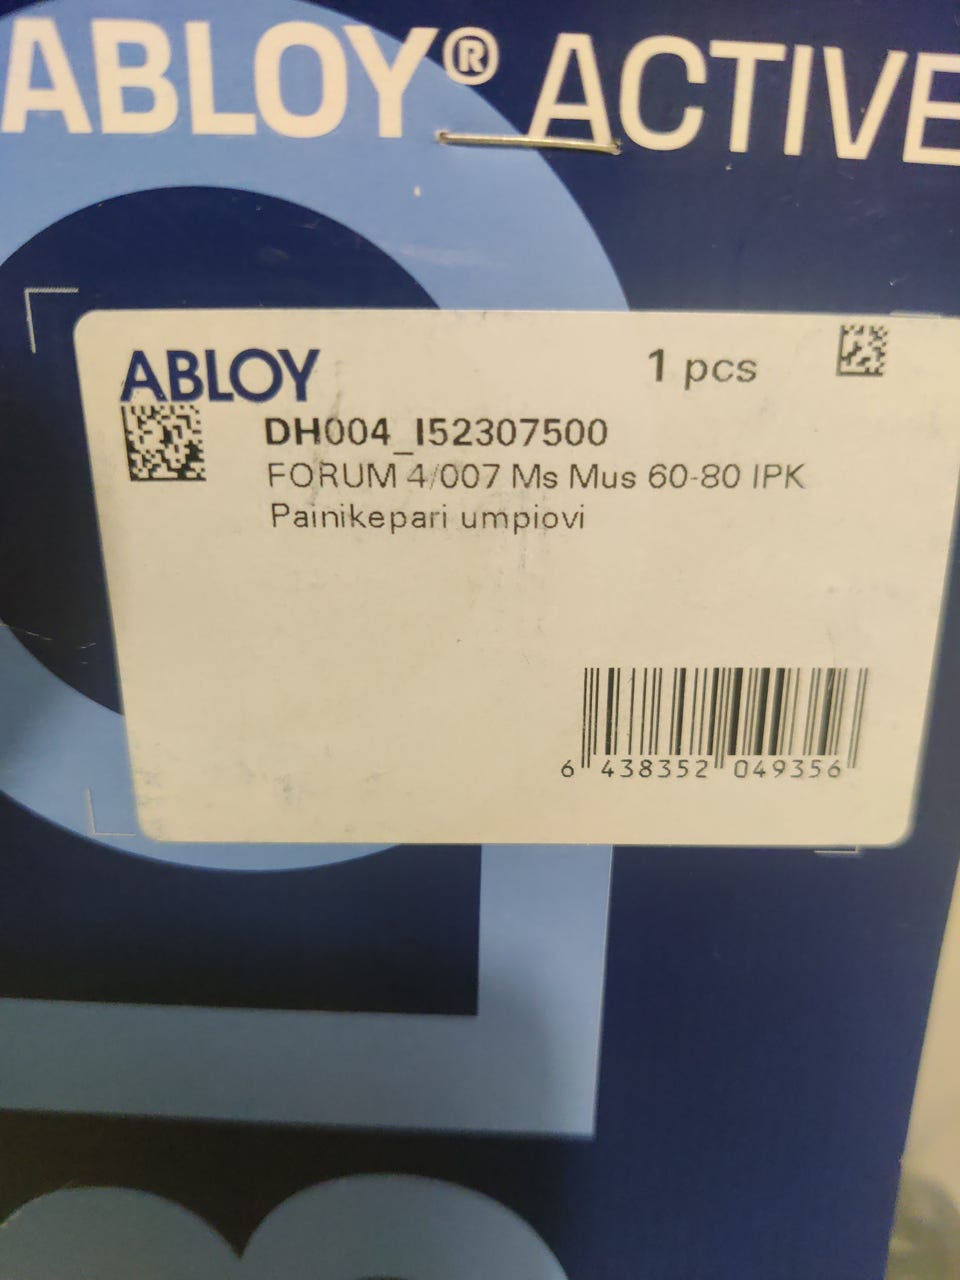 ABLOY® ACTIVE
ABLOY
1 pcs
DH004_I52307500
FORUM 4/007 Ms Mus 60-80 IPK
Painikepari umpiovi
6 438352 049356